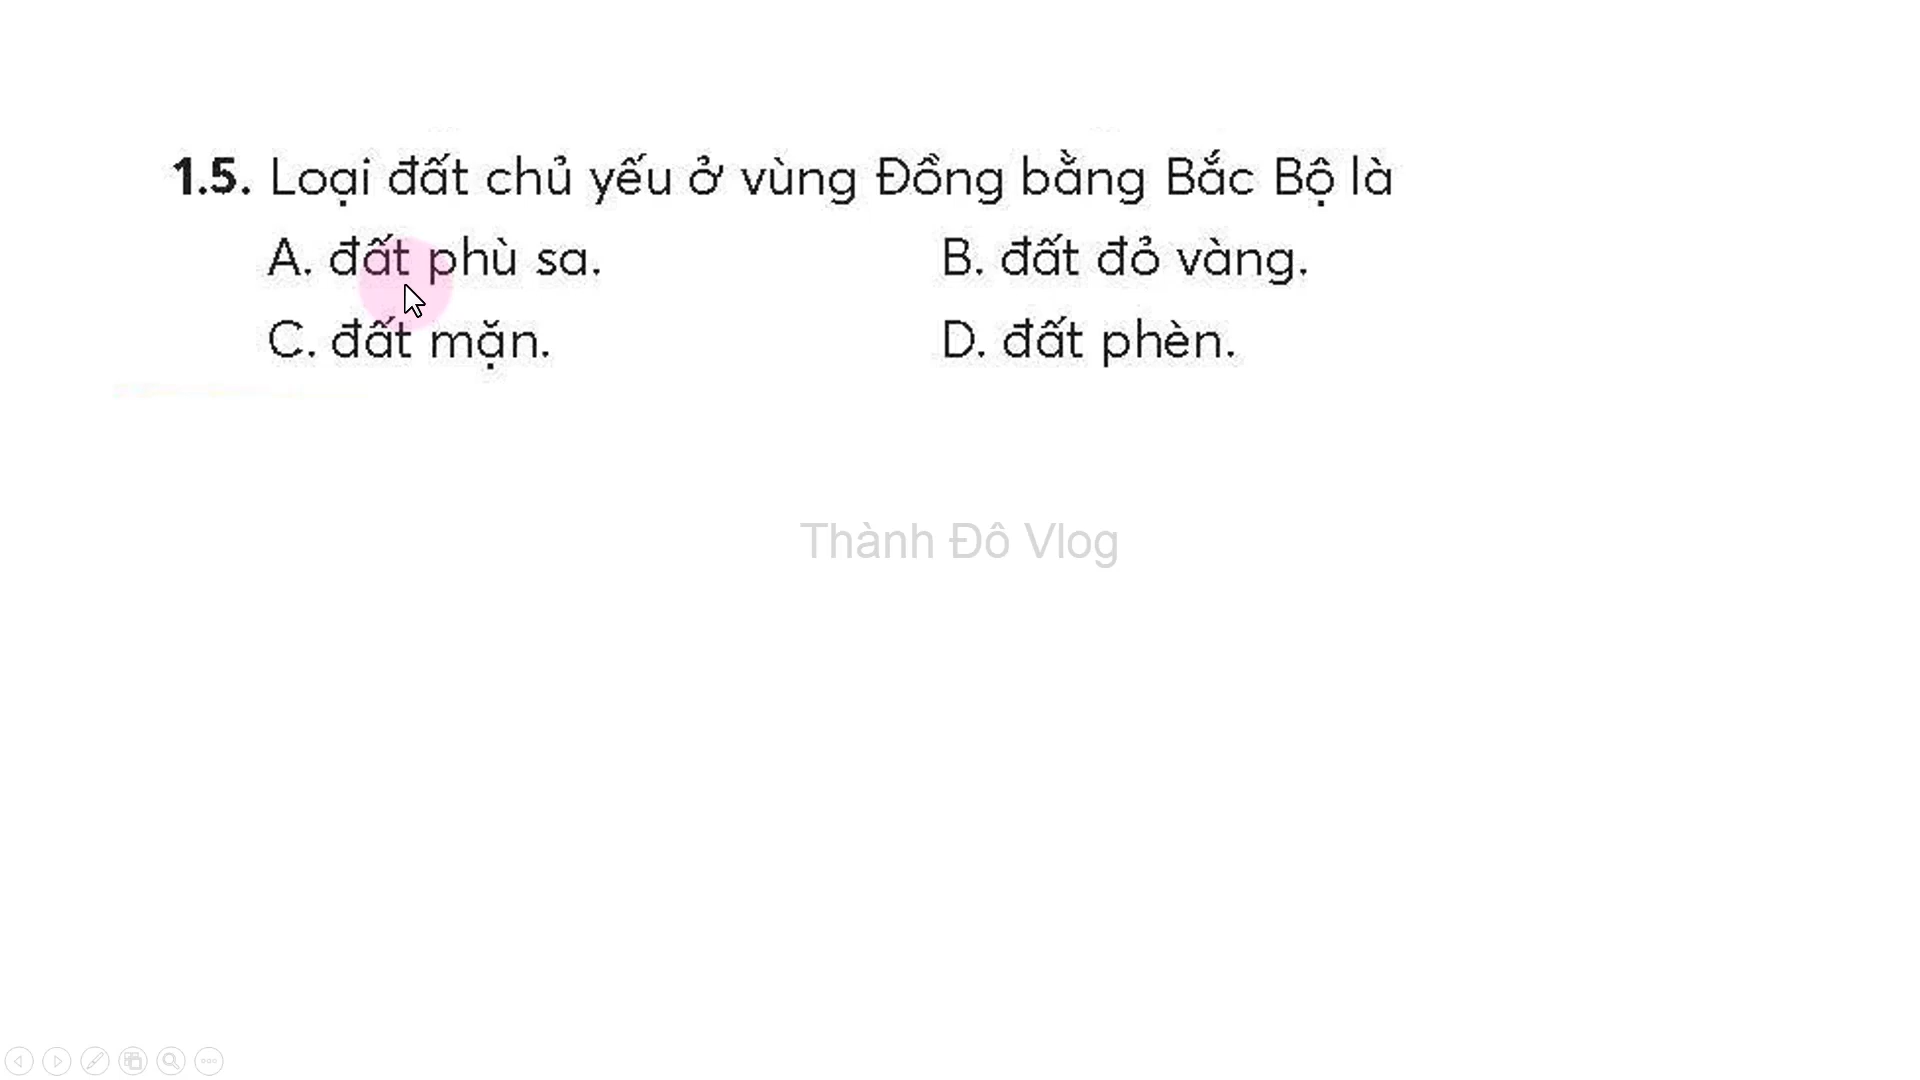 1.5. Loại đất chủ yếu ở vùng Đồng bằng Bắc Bộ là
A. đất phù sa. B. đất đỏ vàng.
C. đất mặn. D. đất phèn.
Thành Đô Vlog